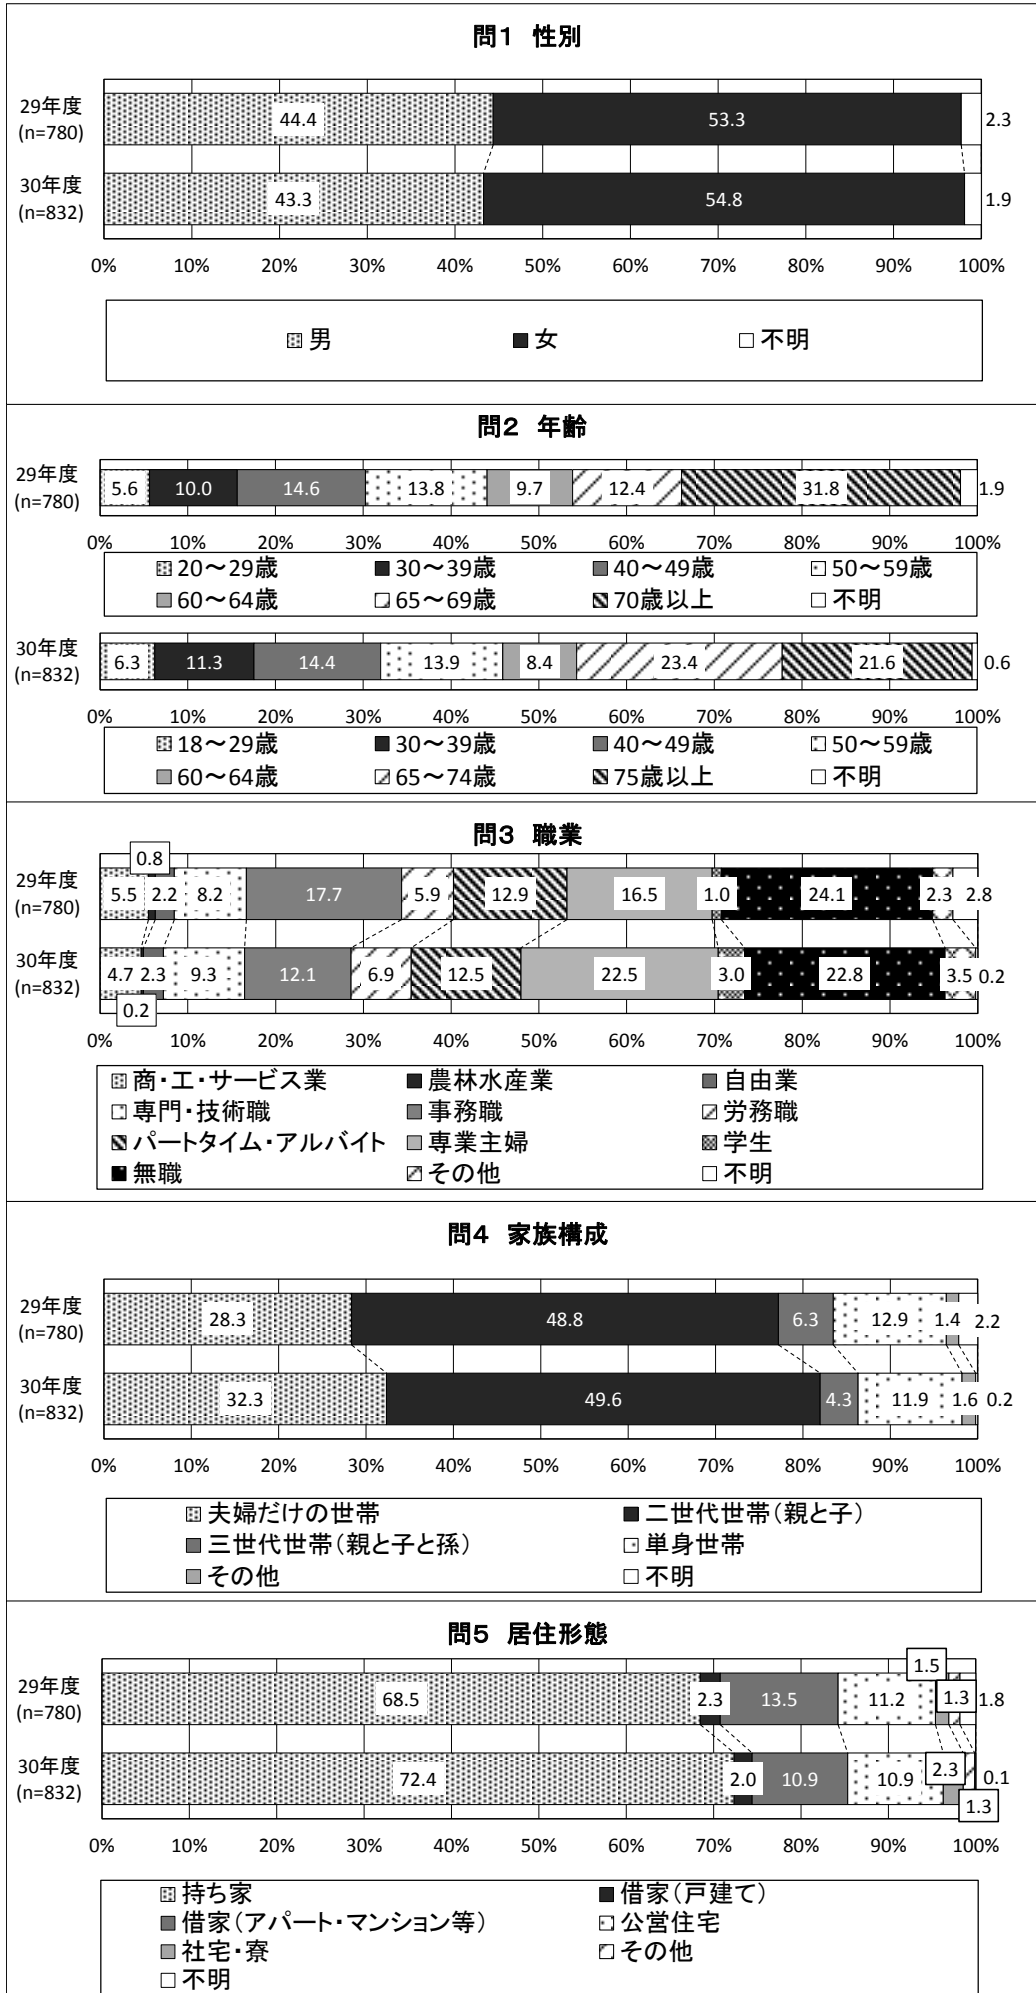 問1 性別
29年度
(n=780)
44.4 53.3 2.3
30年度
(n=832)
43.3 54.8 1.9
0% 10% 20% 30% 40% 50% 60% 70% 80% 90% 100%
男 女 不明
問2 年齢
29年度
(n=780)
5.6 10.0 14.6 13.8 9.7 12.4 31.8 1.9
0% 10% 20% 30% 40% 50% 60% 70% 80% 90% 100%
20～29歳 30～39歳 40～49歳 50～59歳
60～64歳 65～69歳 70歳以上 不明
30年度
(n=832)
6.3 11.3 14.4 13.9 8.4 23.4 21.6 0.6
0% 10% 20% 30% 40% 50% 60% 70% 80% 90% 100%
18～29歳 30～39歳 40～49歳 50～59歳
60～64歳 65～74歳 75歳以上 不明
問3 職業
29年度
(n=780)
5.5 0.8 2.2 8.2 17.7 5.9 12.9 16.5 1.0 24.1 2.3 2.8
30年度
(n=832)
4.7 0.2 2.3 9.3 12.1 6.9 12.5 22.5 3.0 22.8 3.5 0.2
0% 10% 20% 30% 40% 50% 60% 70% 80% 90% 100%
商・工・サービス業 農林水産業 自由業
専門・技術職 事務職 労務職
パートタイム・アルバイト 専業主婦 学生
無職 その他 不明
問4 家族構成
29年度
(n=780)
28.3 48.8 6.3 12.9 1.4 2.2
30年度
(n=832)
32.3 49.6 4.3 11.9 1.6 0.2
0% 10% 20% 30% 40% 50% 60% 70% 80% 90% 100%
夫婦だけの世帯 二世代世帯（親と子）
三世代世帯（親と子と孫） 単身世帯
その他 不明
問5 居住形態
29年度
(n=780)
68.5 2.3 13.5 11.2 1.5 1.3 1.8
30年度
(n=832)
72.4 2.0 10.9 10.9 2.3 1.3 0.1
0% 10% 20% 30% 40% 50% 60% 70% 80% 90% 100%
持ち家 借家（戸建て）
借家（アパート・マンション等） 公営住宅
社宅・寮 その他
不明